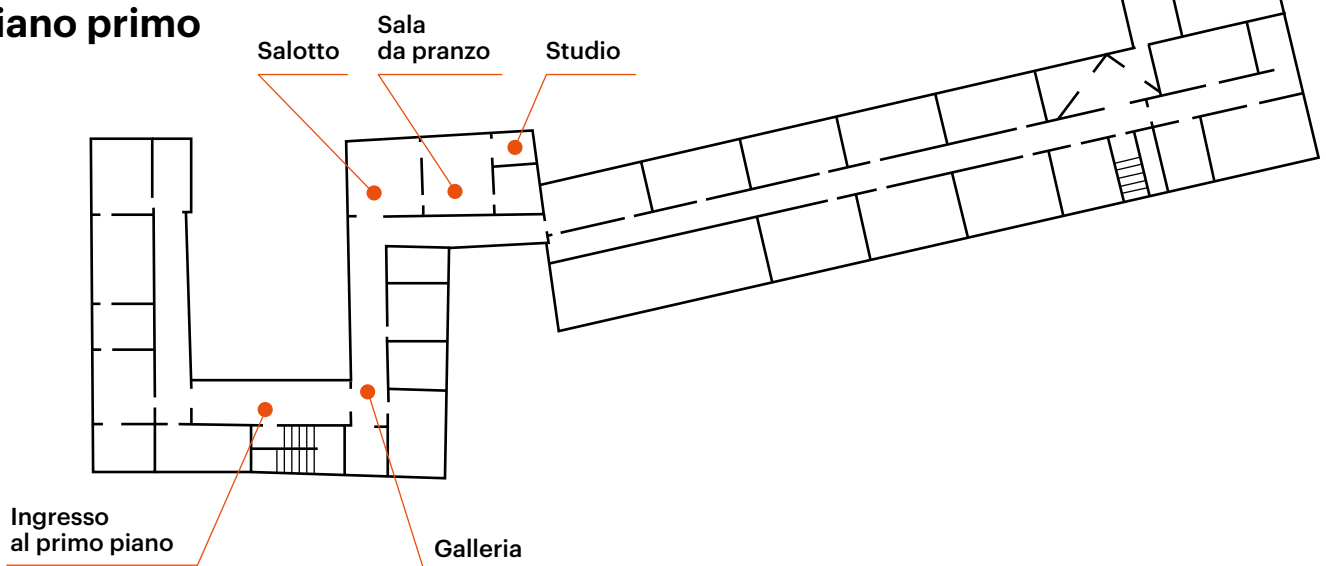 iano primo
Salotto
Sala
da pranzo
Studio
Ingresso
al primo piano
Galleria